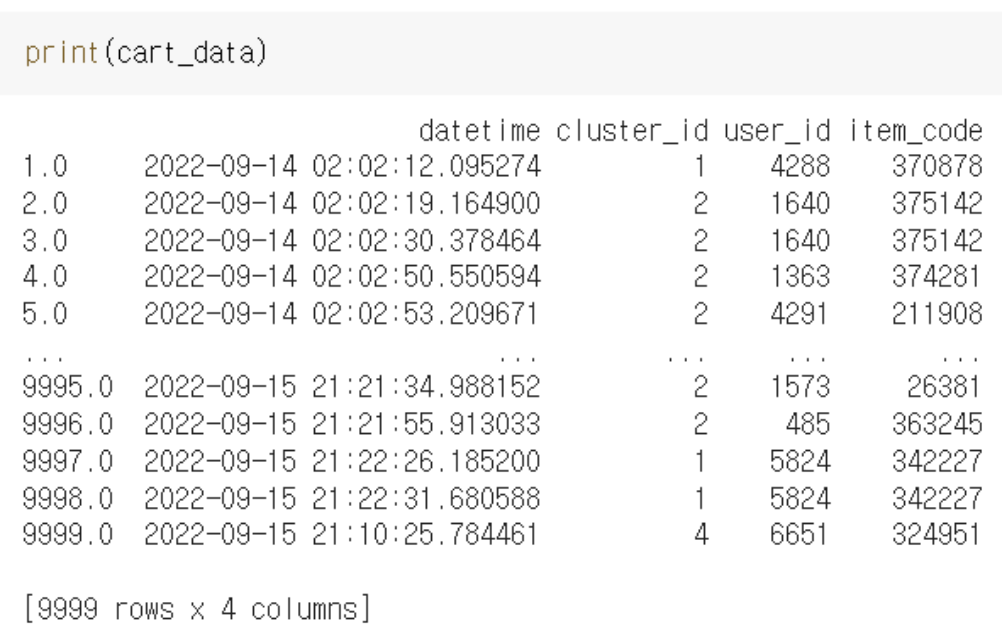 print(cart_data)
datetime cluster_id user_id item_code
1.0 2022-09-14 02:02:12.095274 1 4288 370878
2.0 2022-09-14 02:02:19.164900 2 1640 375142
3.0 2022-09-14 02:02:30.378464 2 1640 375142
4.0 2022-09-14 02:02:50.550594 2 1363 374281
5.0 2022-09-14 02:02:53.209671 2 4291 211908
... ... ... ... ...
9995.0 2022-09-15 21:21:34.988152 2 1573 26381
9996.0 2022-09-15 21:21:55.913033 2 485 363245
9997.0 2022-09-15 21:22:26.185200 1 5824 342227
9998.0 2022-09-15 21:22:31.680588 1 5824 342227
9999.0 2022-09-15 21:10:25.784461 4 6651 324951
[9999 rows x 4 columns]